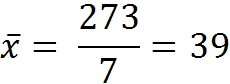 x̄ = 273/7 = 39